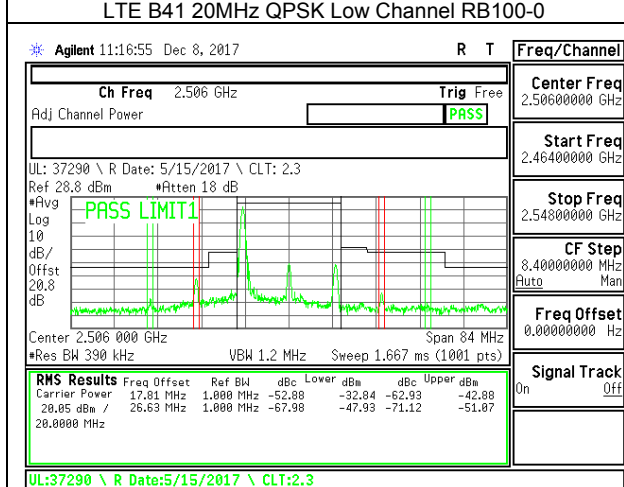 LTE B41 20MHz QPSK Low Channel RB100-0
Agilent 11:16:55 Dec 8, 2017 R T
Freq/Channel
Ch Freq 2.506 GHz Trig Free
Adj Channel Power PASS
UL: 37290 \ R Date: 5/15/2017 \ CLT: 2.3
Ref 28.8 dBm #Atten 18 dB
#Avg
Log
10
dB/
Offst
20.8
dB
PASS LIMIT1
Center 2.506 000 GHz Span 84 MHz
#Res BW 390 kHz VBW 1.2 MHz Sweep 1.667 ms (1001 pts)
RMS Results Freq Offset Ref BW dBc Lower dBm dBc Upper dBm
Carrier Power 17.81 MHz 1.000 MHz -52.88 -32.84 -62.93 -42.88
20.05 dBm / 26.63 MHz 1.000 MHz -67.98 -47.93 -71.12 -51.07
20.0000 MHz
UL:37290 \ R Date:5/15/2017 \ CLT:2.3
Center Freq
2.50600000 GHz
Start Freq
2.46400000 GHz
Stop Freq
2.54800000 GHz
CF Step
8.40000000 MHz
Auto Man
Freq Offset
0.00000000 Hz
Signal Track
On Off